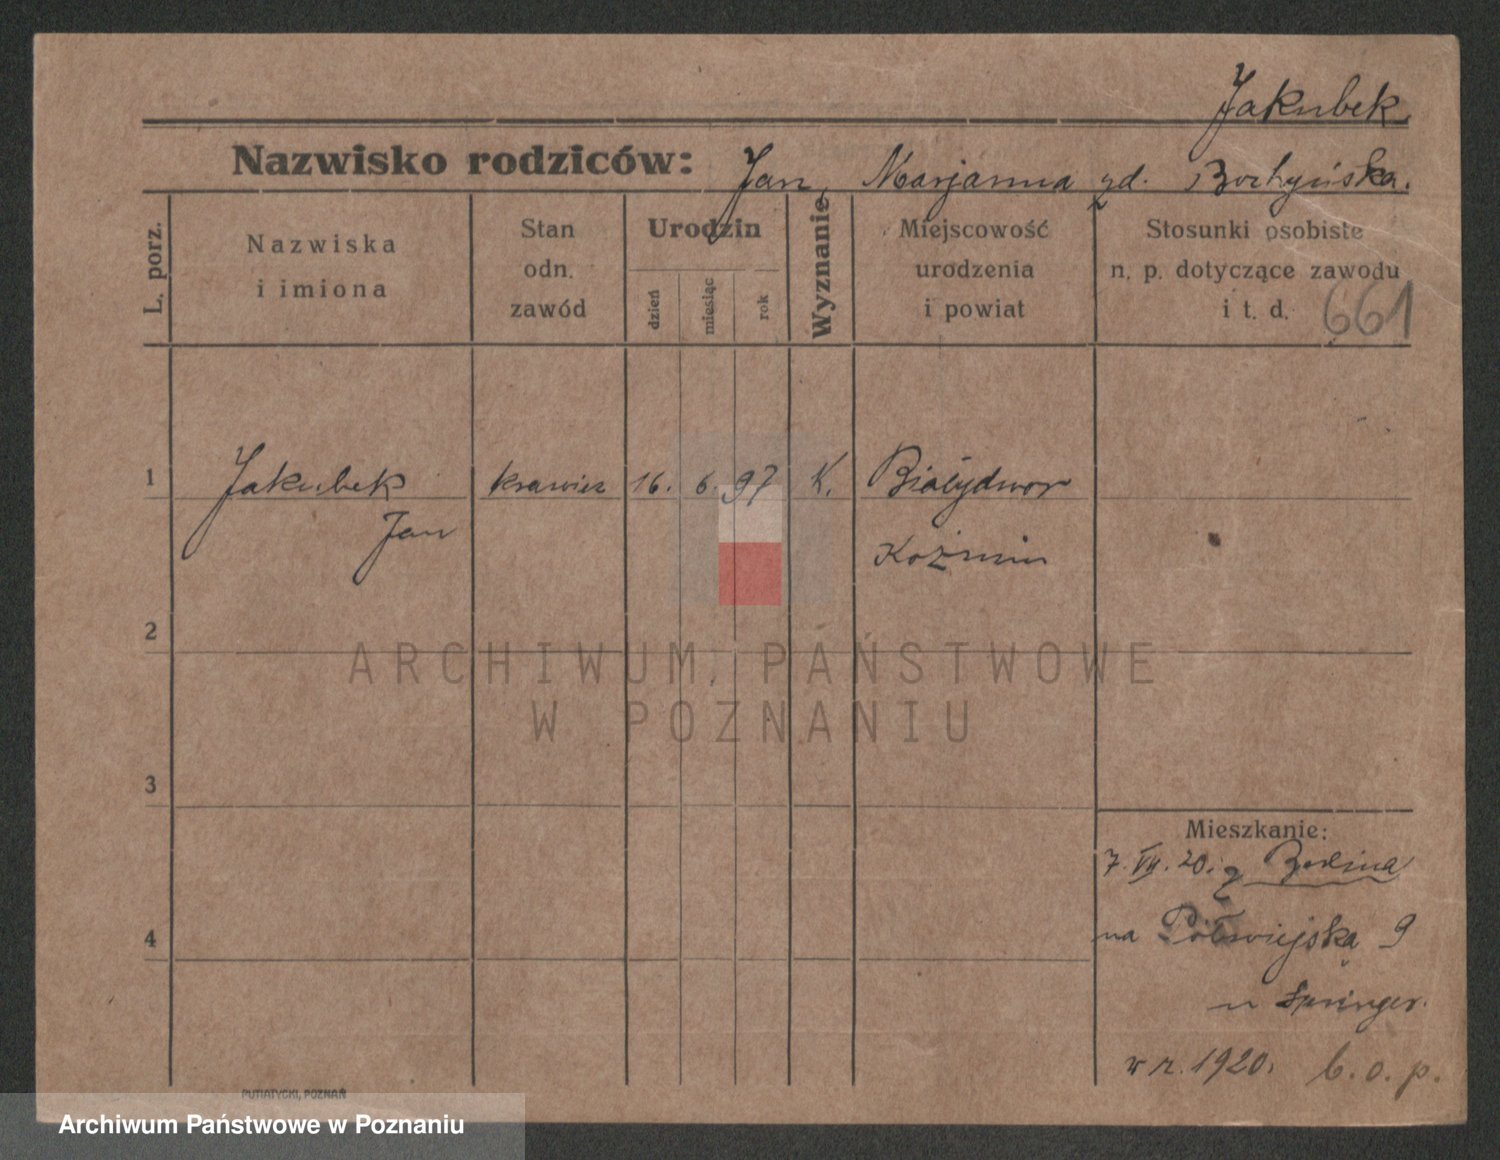 Jakubek
Nazwisko rodziców: Jan, Marjanna zd. Bochyńska.
L. porz.
Nazwiska
i imiona
Stan
odn.
zawód
Urodzin
dzień
miesiąc
rok
Wyznanie
Miejscowość
urodzenia
i powiat
Stosunki osobiste
n. p. dotyczące zawodu
i t. d.
661
1 Jakubek krawiec 16. 6. 97 K. Białydwor
Jan Koźmin
2
ARCHIWUM PAŃSTWOWE
W POZNANIU
3
Mieszkanie:
7. VII. 20. z Berlina
4
na Półwiejska 9
u Springer.
w r. 1920. b. o. p.
PUTIATYCKI, POZNAŃ
Archiwum Państwowe w Poznaniu